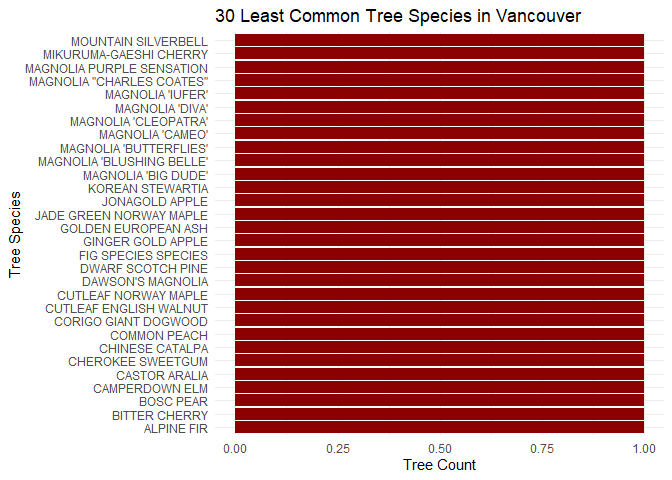 30 Least Common Tree Species in Vancouver
MOUNTAIN SILVERBELL
MIKURUMA-GAESHI CHERRY
MAGNOLIA PURPLE SENSATION
MAGNOLIA "CHARLES COATES"
MAGNOLIA 'IUFER'
MAGNOLIA 'DIVA'
MAGNOLIA 'CLEOPATRA'
MAGNOLIA 'CAMEO'
MAGNOLIA 'BUTTERFLIES'
MAGNOLIA 'BLUSHING BELLE'
MAGNOLIA 'BIG DUDE'
KOREAN STEWARTIA
JONAGOLD APPLE
JADE GREEN NORWAY MAPLE
GOLDEN EUROPEAN ASH
GINGER GOLD APPLE
FIG SPECIES SPECIES
DWARF SCOTCH PINE
DAWSON'S MAGNOLIA
CUTLEAF NORWAY MAPLE
CUTLEAF ENGLISH WALNUT
CORIGO GIANT DOGWOOD
COMMON PEACH
CHINESE CATALPA
CHEROKEE SWEETGUM
CASTOR ARALIA
CAMPERDOWN ELM
BOSC PEAR
BITTER CHERRY
ALPINE FIR
Tree Species
0.00 0.25 0.50 0.75 1.00
Tree Count